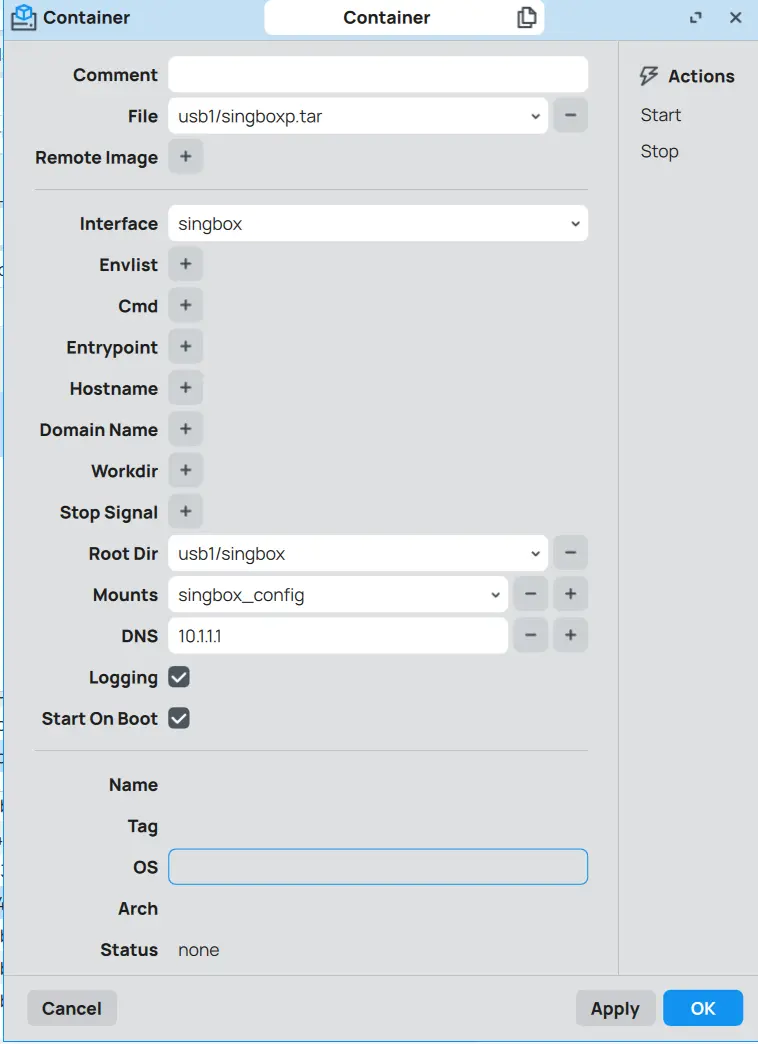 Container
Container
Comment
File usb1/singboxp.tar
Remote Image
Interface singbox
Envlist
Cmd
Entrypoint
Hostname
Domain Name
Workdir
Stop Signal
Root Dir usb1/singbox
Mounts singbox_config
DNS 10.1.1.1
Logging
Start On Boot
Name
Tag
OS
Arch
Status none
Actions
Start
Stop
Cancel
Apply
OK